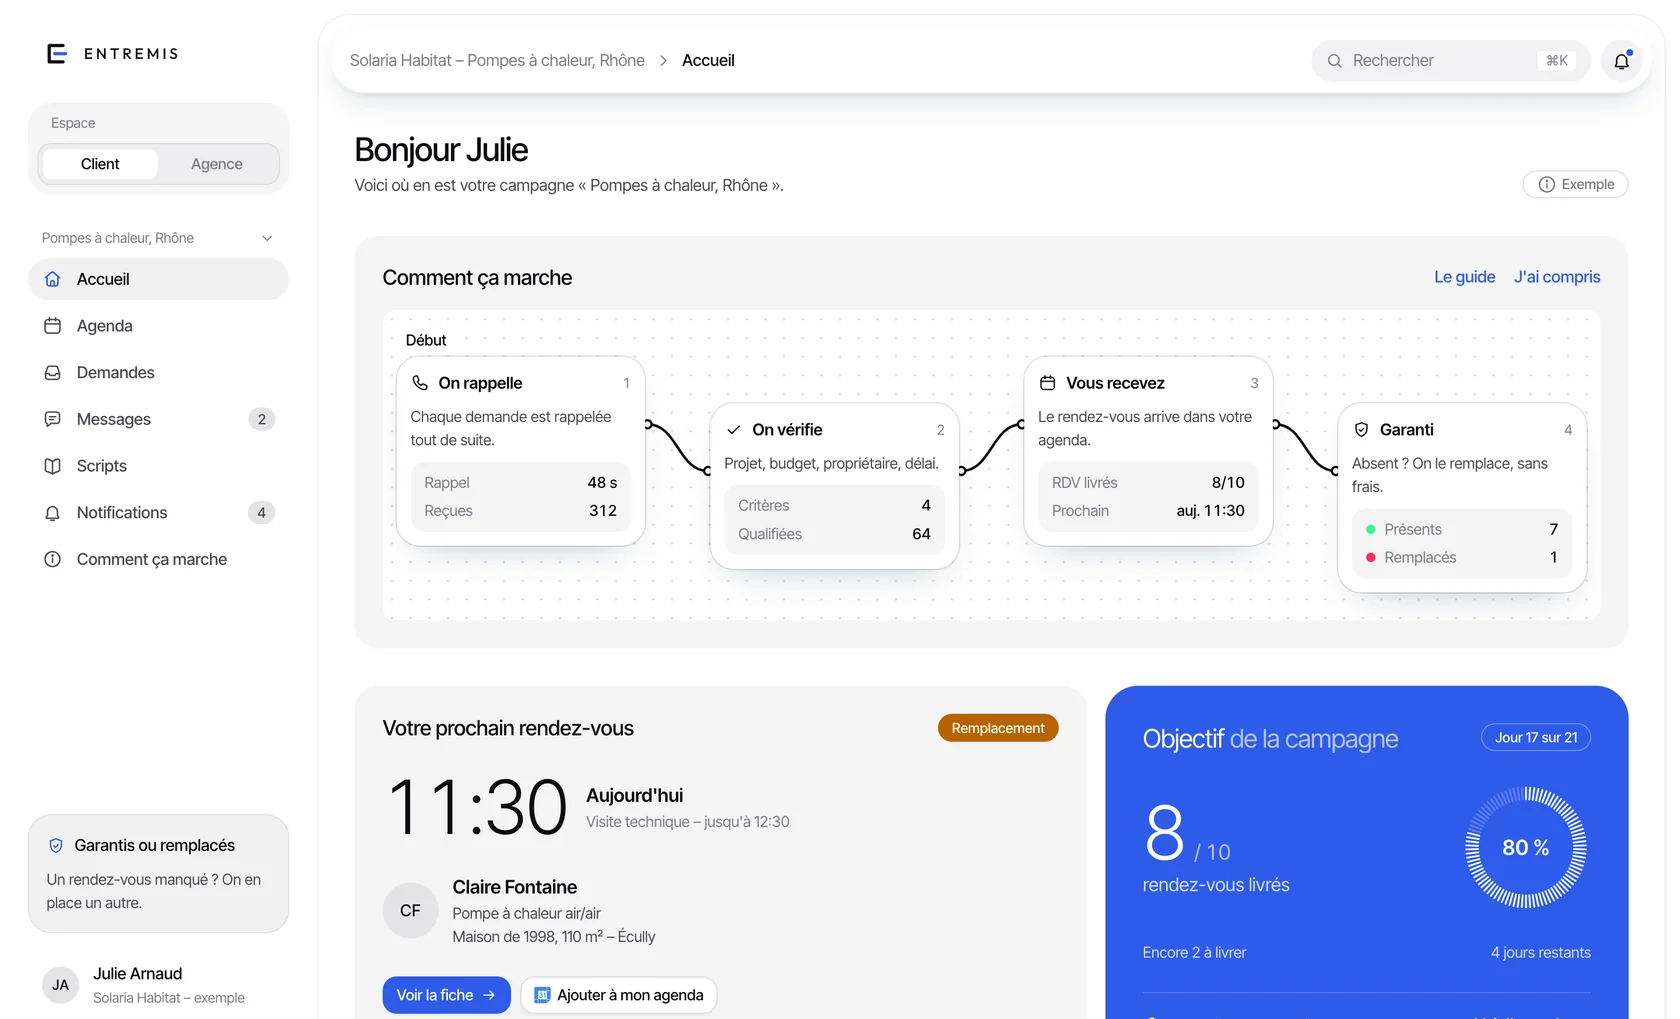 ENTREMIS
Espace
Client
Agence
Pompes à chaleur, Rhône
Accueil
Agenda
Demandes
Messages 2
Scripts
Notifications 4
Comment ça marche
Garantis ou remplacés
Un rendez-vous manqué ? On en
place un autre.
JA
Julie Arnaud
Solaria Habitat – exemple
Solaria Habitat – Pompes à chaleur, Rhône
Accueil
Rechercher
⌘K
Bonjour Julie
Voici où en est votre campagne « Pompes à chaleur, Rhône ».
Exemple
Comment ça marche
Le guide
J'ai compris
Début
On rappelle 1
Chaque demande est rappelée
tout de suite.
Rappel 48 s
Reçues 312
On vérifie 2
Projet, budget, propriétaire, délai.
Critères 4
Qualifiées 64
Vous recevez 3
Le rendez-vous arrive dans votre
agenda.
RDV livrés 8/10
Prochain auj. 11:30
Garanti 4
Absent ? On le remplace, sans
frais.
Présents 7
Remplacés 1
Votre prochain rendez-vous
Remplacement
11:30
Aujourd'hui
Visite technique – jusqu'à 12:30
CF
Claire Fontaine
Pompe à chaleur air/air
Maison de 1998, 110 m² – Écully
Voir la fiche →
31
Ajouter à mon agenda
Objectif de la campagne
Jour 17 sur 21
8 / 10
rendez-vous livrés
80 %
Encore 2 à livrer
4 jours restants